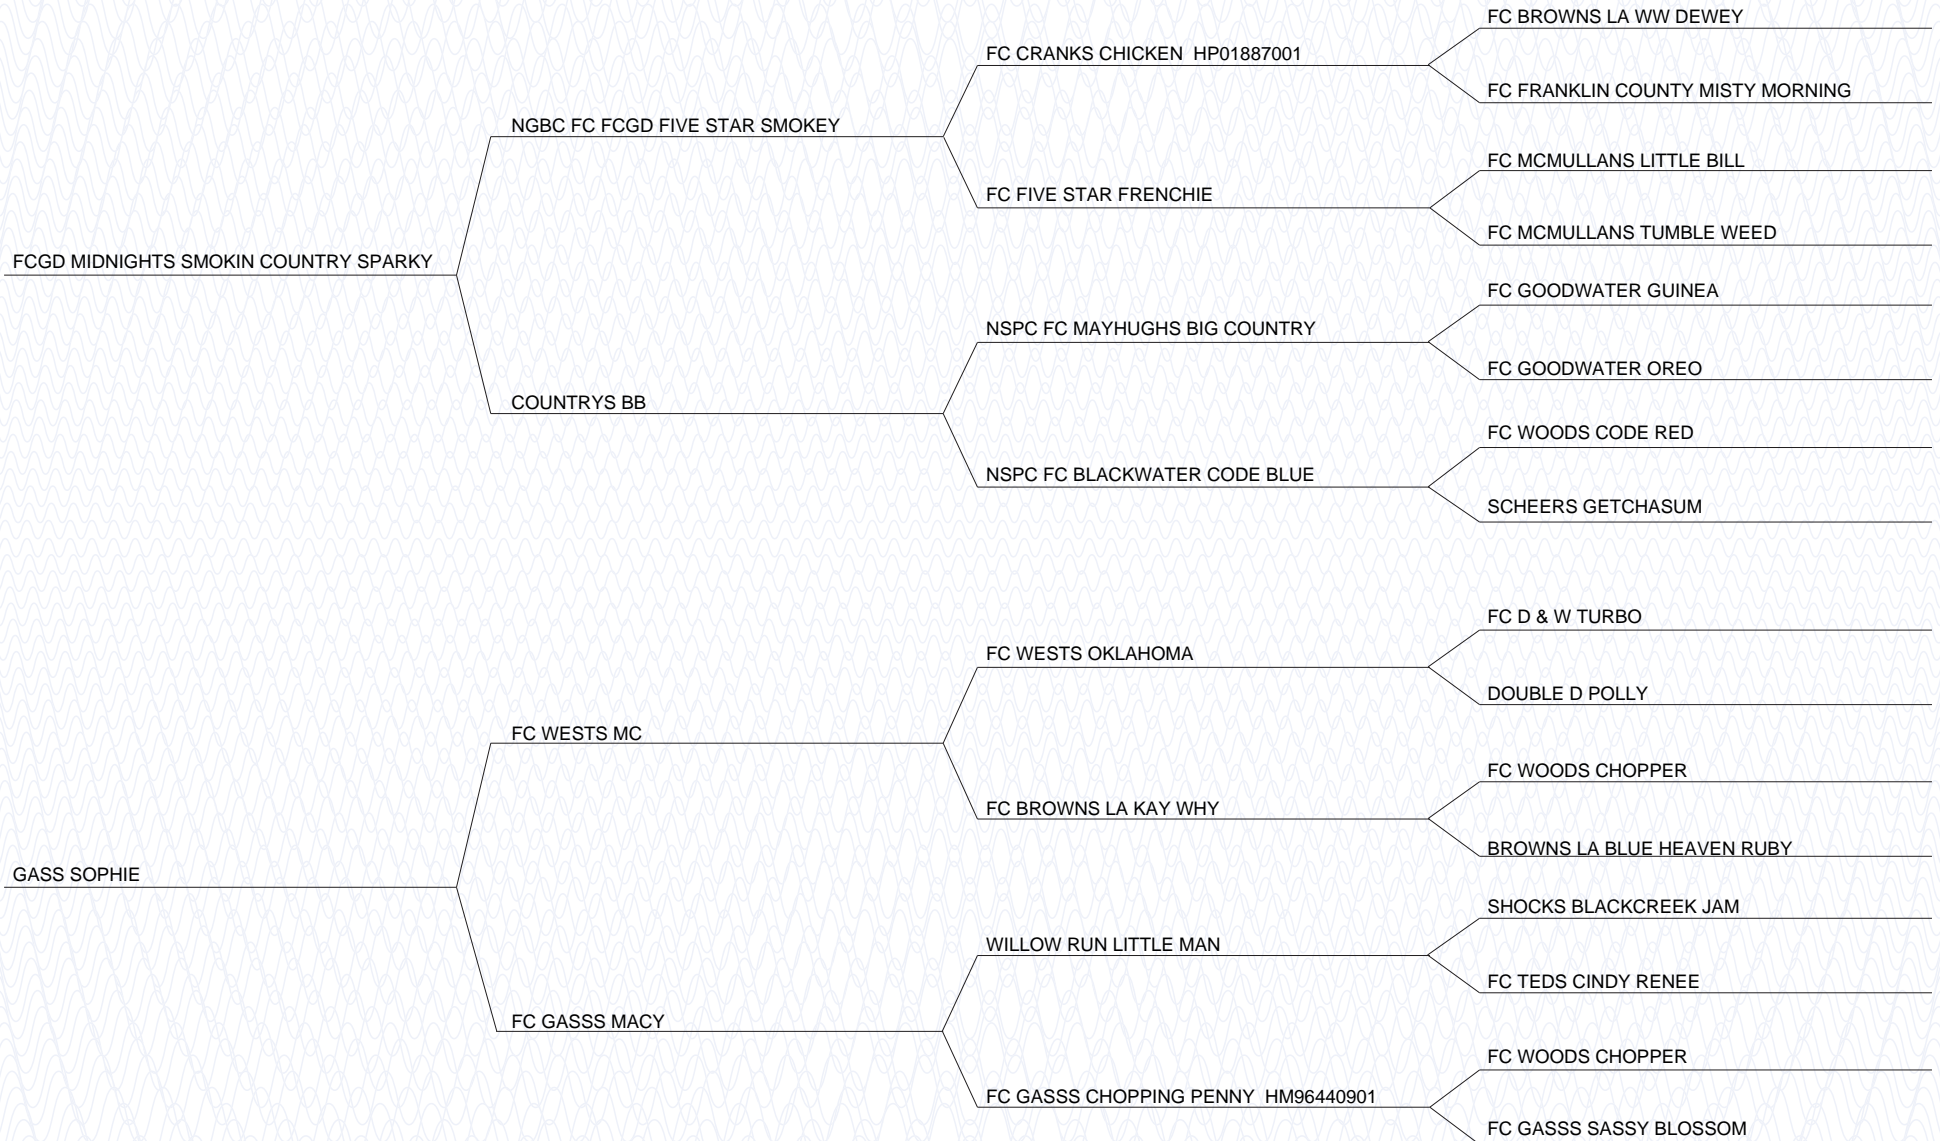 FC BROWNS LA WW DEWEY
FC CRANKS CHICKEN HP01887001
FC FRANKLIN COUNTY MISTY MORNING
NGBC FC FCGD FIVE STAR SMOKEY
FC MCMULLANS LITTLE BILL
FC FIVE STAR FRENCHIE
FC MCMULLANS TUMBLE WEED
FCGD MIDNIGHTS SMOKIN COUNTRY SPARKY
FC GOODWATER GUINEA
NSPC FC MAYHUGHS BIG COUNTRY
FC GOODWATER OREO
COUNTRYS BB
FC WOODS CODE RED
NSPC FC BLACKWATER CODE BLUE
SCHEERS GETCHASUM
FC D & W TURBO
FC WESTS OKLAHOMA
DOUBLE D POLLY
FC WESTS MC
FC WOODS CHOPPER
FC BROWNS LA KAY WHY
BROWNS LA BLUE HEAVEN RUBY
GASS SOPHIE
SHOCKS BLACKCREEK JAM
WILLOW RUN LITTLE MAN
FC TEDS CINDY RENEE
FC GASSS MACY
FC WOODS CHOPPER
FC GASSS CHOPPING PENNY HM96440901
FC GASSS SASSY BLOSSOM